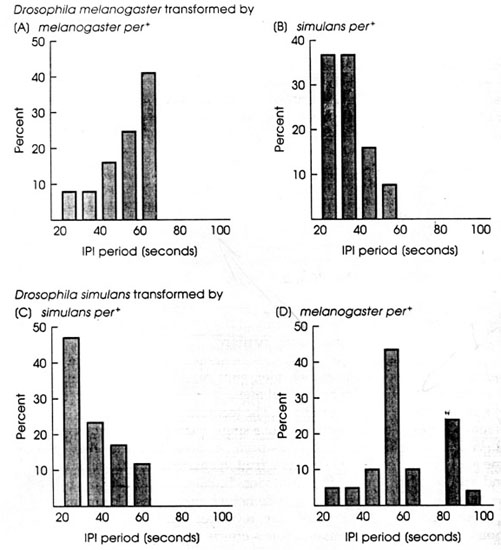 Drosophila melanogaster transformed by
(A) melanogaster per⁺
(B) simulans per⁺
50
40
30
20
10
Percent
20 40 60 80 100
IPI period (seconds)
40
30
20
10
Percent
20 40 60 80 100
IPI period (seconds)
Drosophila simulans transformed by
(C) simulans per⁺
(D) melanogaster per⁺
50
40
30
20
10
Percent
20 40 60 80 100
IPI period (seconds)
50
40
30
20
10
Percent
20 40 60 80 100
IPI period (seconds)